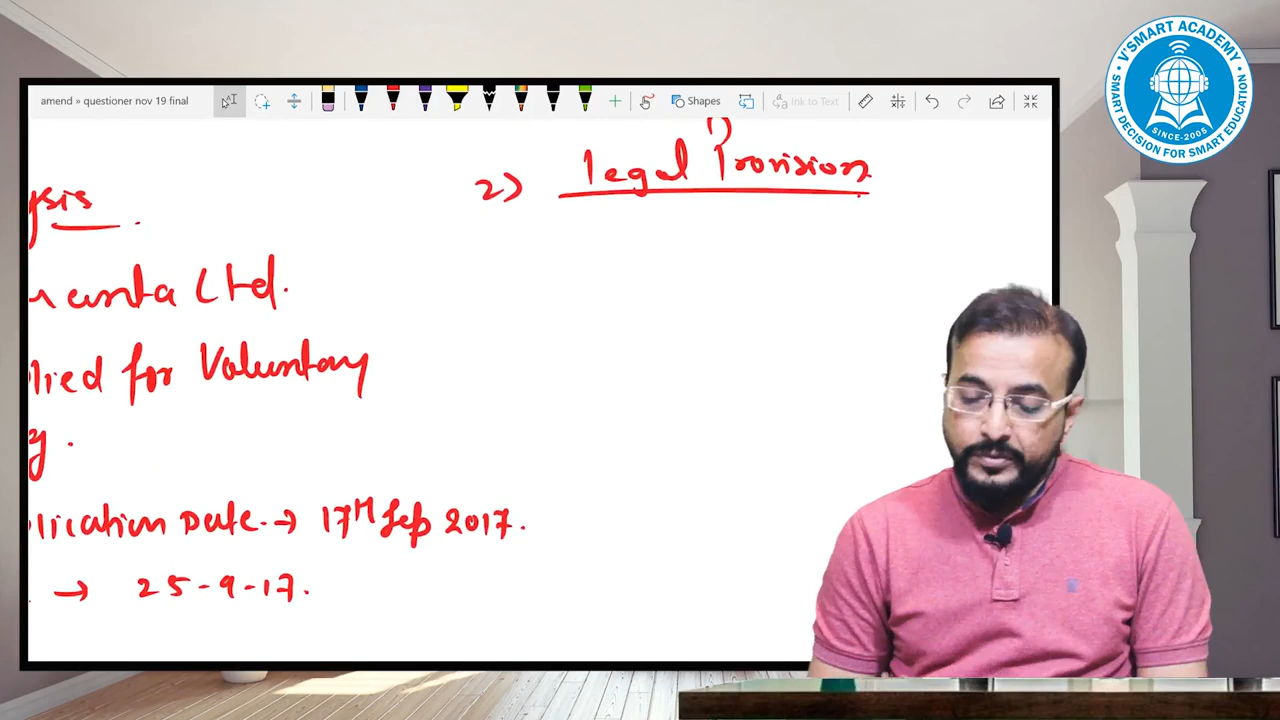 amend » questioner nov 19 final
Shapes
Ink to Text
V'SMART ACADEMY
SMART DECISION FOR SMART EDUCATION
SINCE-2005
2) Legal Provision
ysis
Ltd.
lied for Voluntary
lication Date. → 17th Sep 2017.
→ 25-9-17.